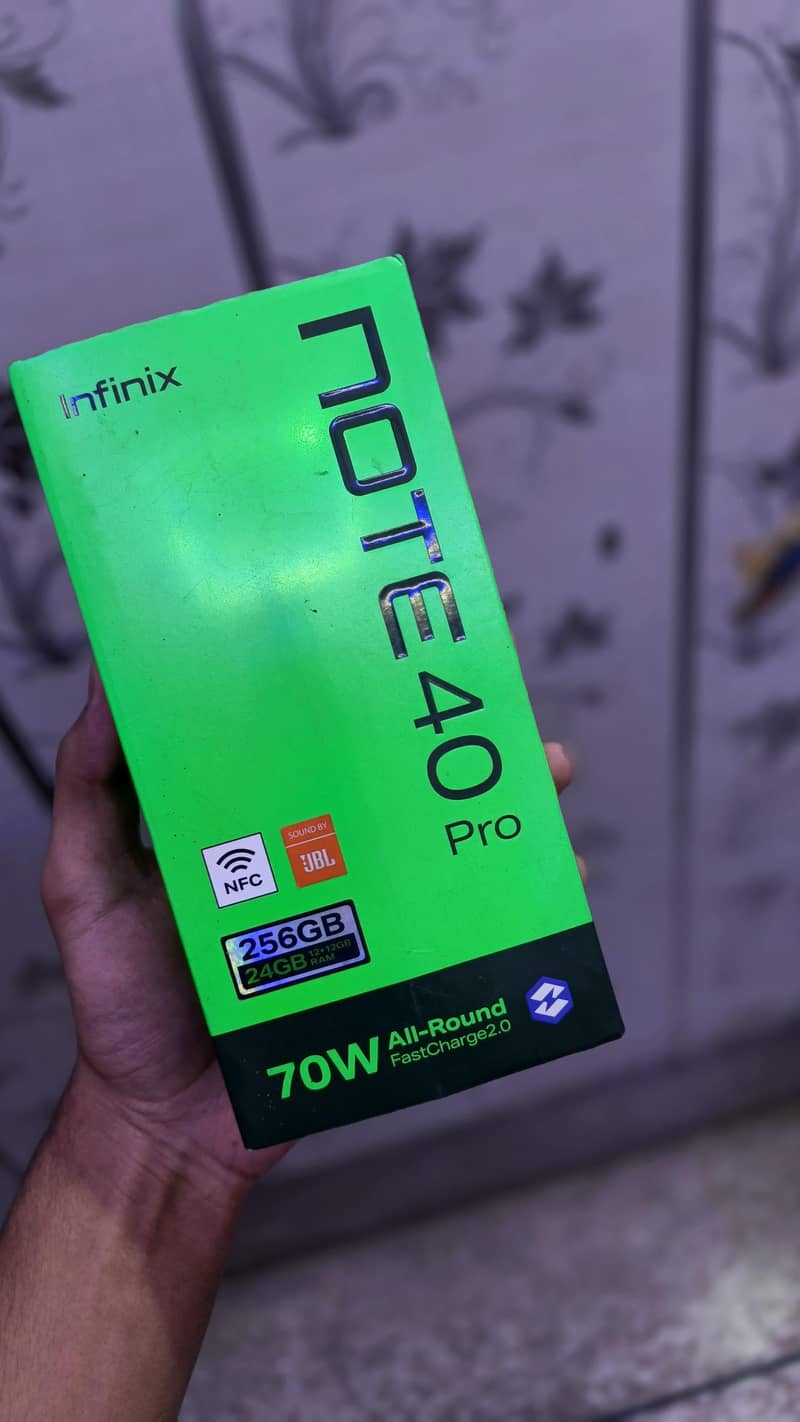 Infinix
NOTE 40
Pro
NFC
SOUND BY
JBL
256GB
24GB 12+12GB RAM
70W All-Round
FastCharge2.0